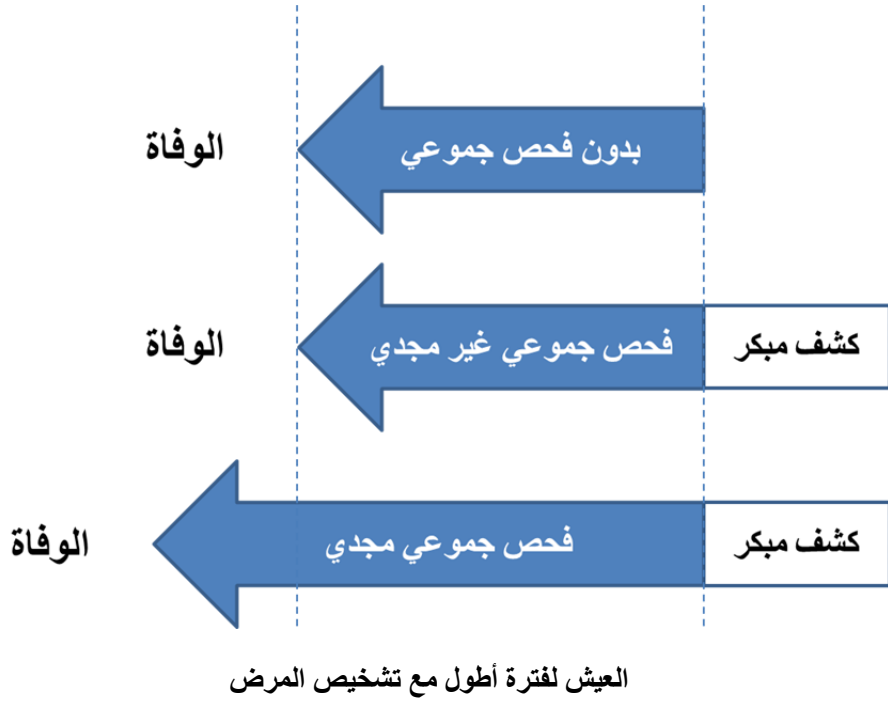 بدون فحص جموعي
الوفاة
كشف مبكر
فحص جموعي غير مجدي
الوفاة
كشف مبكر
فحص جموعي مجدي
الوفاة
العيش لفترة أطول مع تشخيص المرض